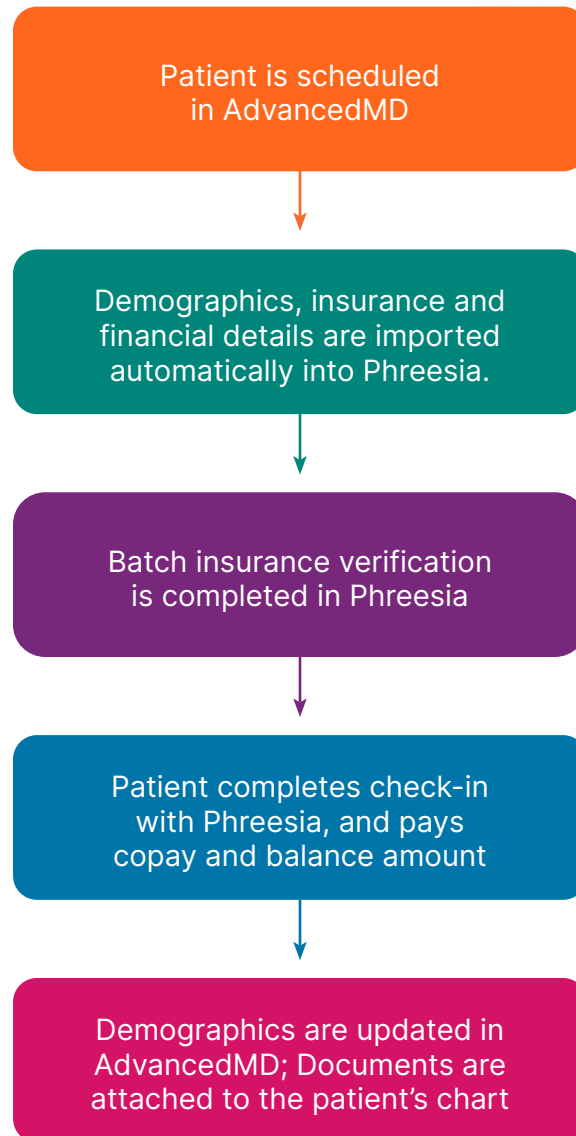 Patient is scheduled
in AdvancedMD
Demographics, insurance and
financial details are imported
automatically into Phreesia.
Batch insurance verification
is completed in Phreesia
Patient completes check-in
with Phreesia, and pays
copay and balance amount
Demographics are updated in
AdvancedMD; Documents are
attached to the patient’s chart